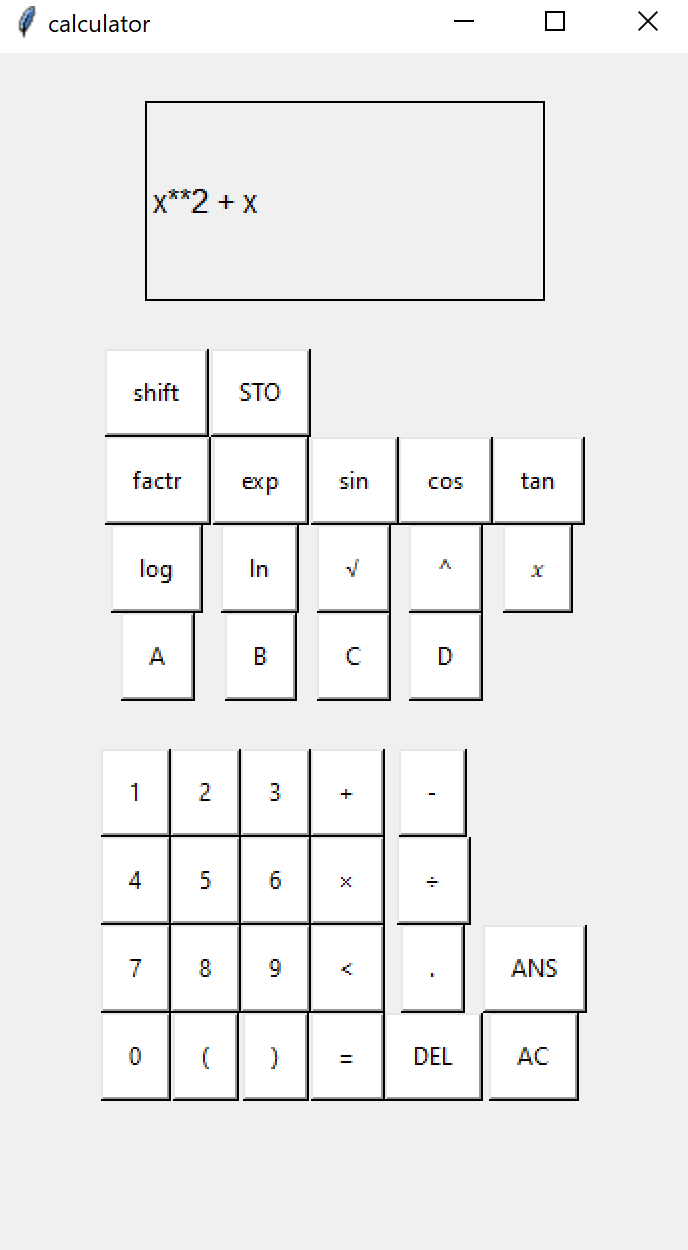 calculator
x**2 + x
shift STO
factr exp sin cos tan
log ln √ ^ x
A B C D
1 2 3 + -
4 5 6 × ÷
7 8 9 < . ANS
0 ( ) = DEL AC